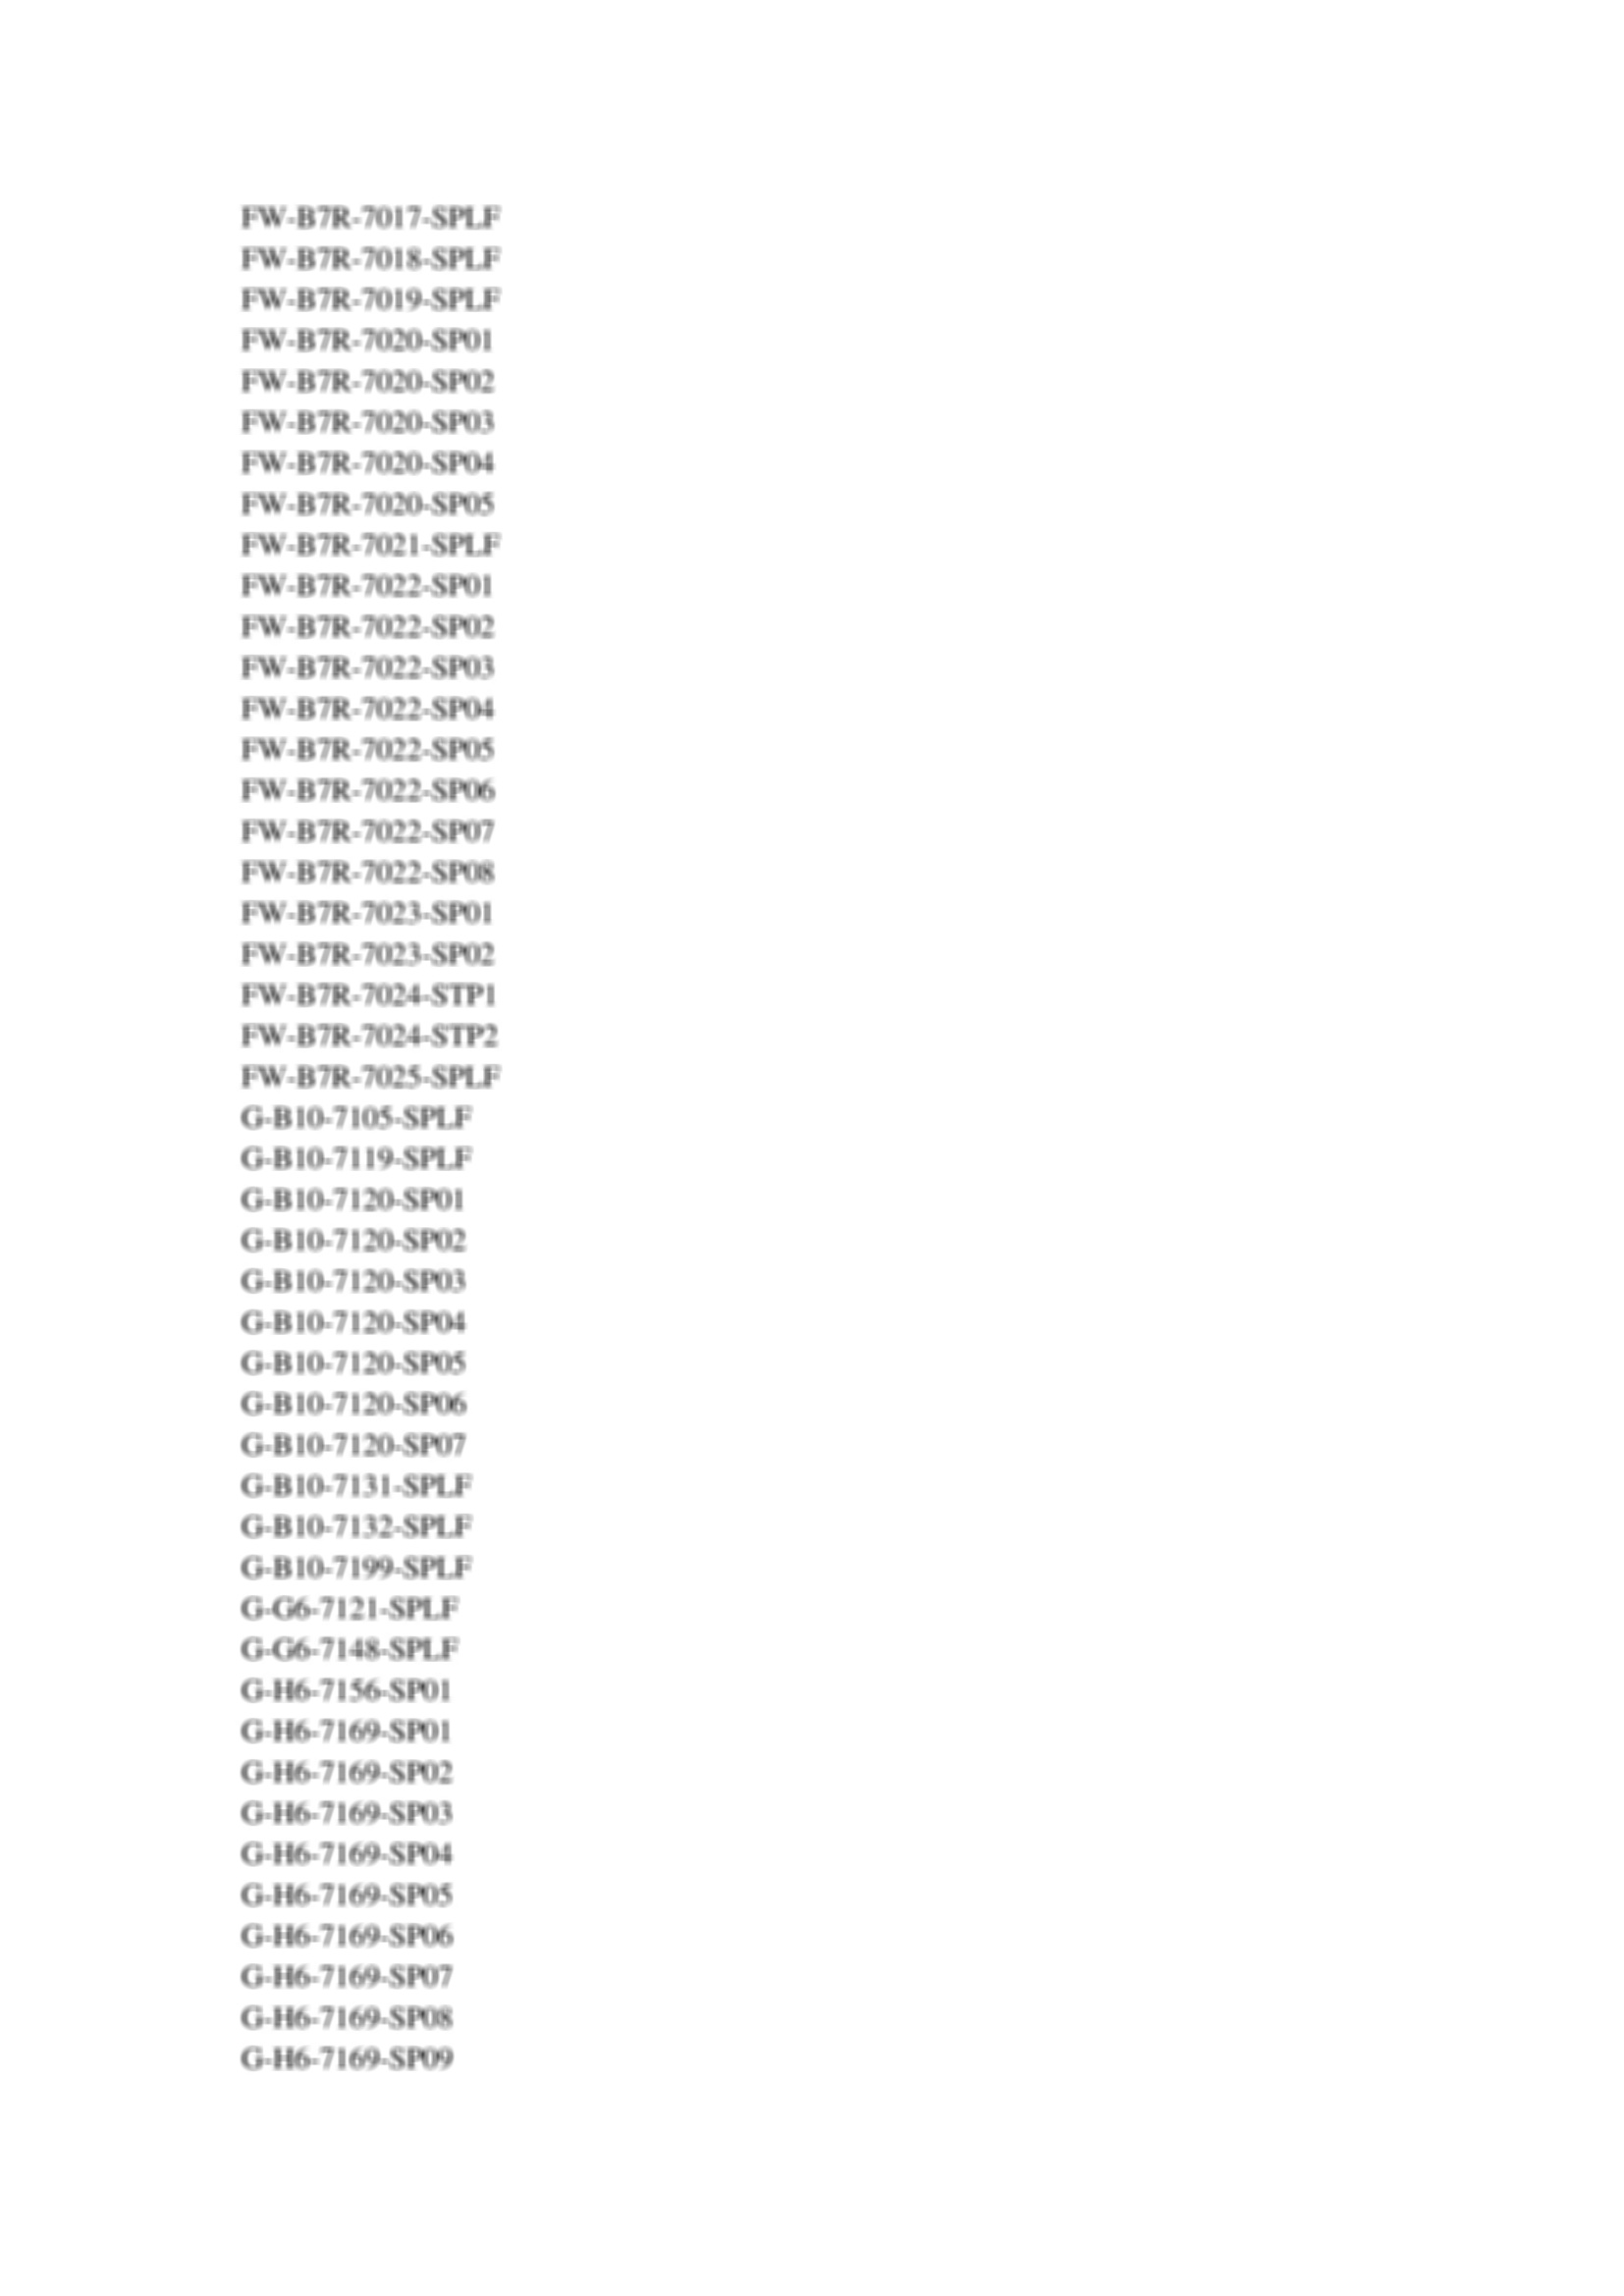 FW-B7R-7017-SPLF
FW-B7R-7018-SPLF
FW-B7R-7019-SPLF
FW-B7R-7020-SP01
FW-B7R-7020-SP02
FW-B7R-7020-SP03
FW-B7R-7020-SP04
FW-B7R-7020-SP05
FW-B7R-7021-SPLF
FW-B7R-7022-SP01
FW-B7R-7022-SP02
FW-B7R-7022-SP03
FW-B7R-7022-SP04
FW-B7R-7022-SP05
FW-B7R-7022-SP06
FW-B7R-7022-SP07
FW-B7R-7022-SP08
FW-B7R-7023-SP01
FW-B7R-7023-SP02
FW-B7R-7024-STP1
FW-B7R-7024-STP2
FW-B7R-7025-SPLF
G-B10-7105-SPLF
G-B10-7119-SPLF
G-B10-7120-SP01
G-B10-7120-SP02
G-B10-7120-SP03
G-B10-7120-SP04
G-B10-7120-SP05
G-B10-7120-SP06
G-B10-7120-SP07
G-B10-7131-SPLF
G-B10-7132-SPLF
G-B10-7199-SPLF
G-G6-7121-SPLF
G-G6-7148-SPLF
G-H6-7156-SP01
G-H6-7169-SP01
G-H6-7169-SP02
G-H6-7169-SP03
G-H6-7169-SP04
G-H6-7169-SP05
G-H6-7169-SP06
G-H6-7169-SP07
G-H6-7169-SP08
G-H6-7169-SP09